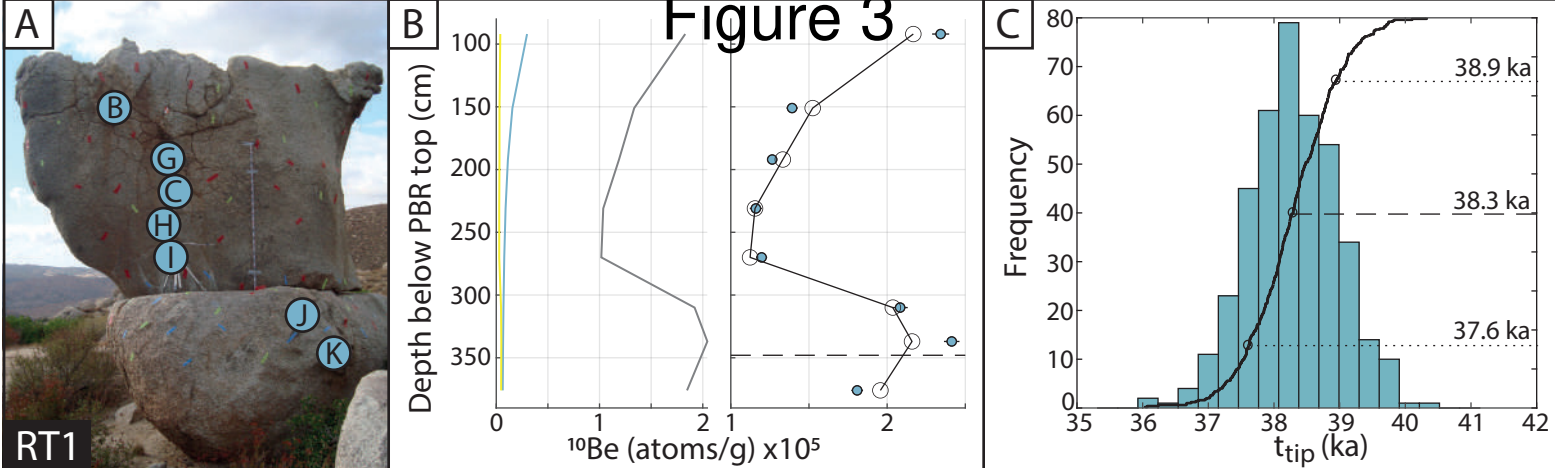 Figure 3
A
B
G
C
H
I
J
K
RT1
B
Depth below PBR top (cm)
100
150
200
250
300
350
0
1
2
1
2
¹⁰Be (atoms/g) x10⁵
C
Frequency
80
70
60
50
40
30
20
10
0
38.9 ka
38.3 ka
37.6 ka
35
36
37
38
39
40
41
42
t_tip (ka)